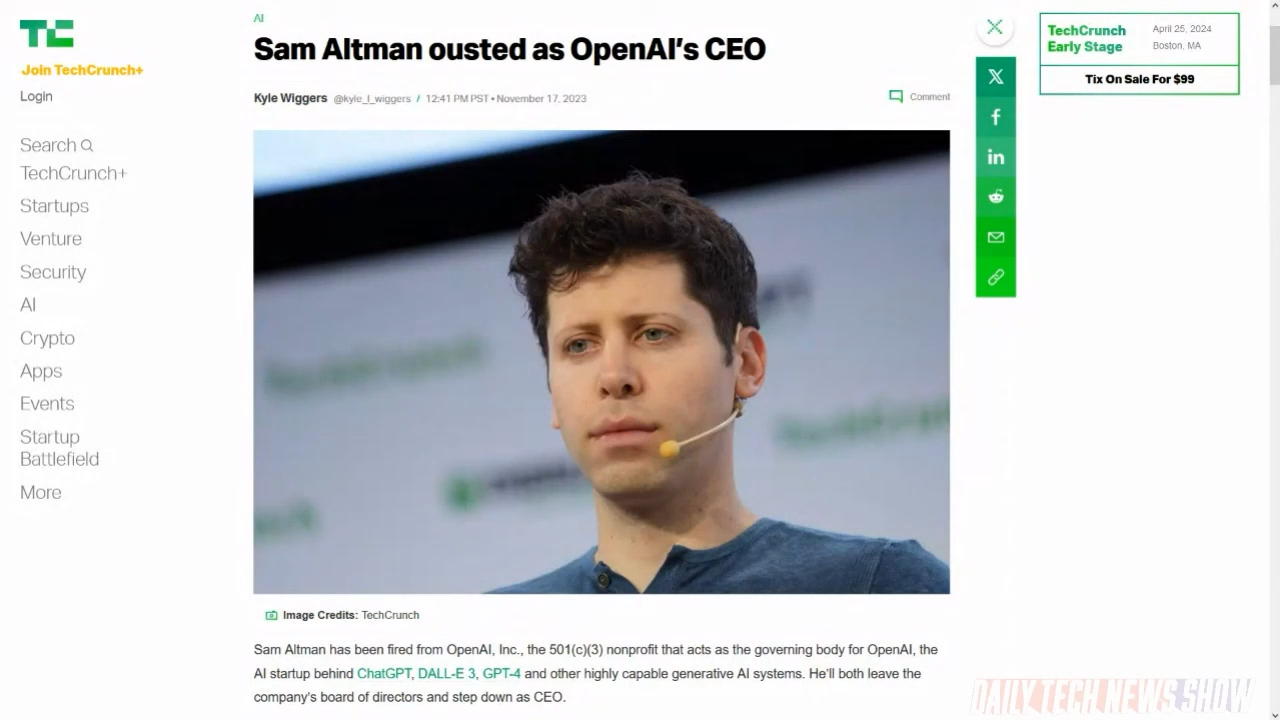 TC
Join TechCrunch+
Login
Search
TechCrunch+
Startups
Venture
Security
AI
Crypto
Apps
Events
Startup
Battlefield
More
AI
Sam Altman ousted as OpenAI's CEO
Kyle Wiggers @kyle_l_wiggers / 12:41 PM PST • November 17, 2023
Comment
TechCrunch
TechCrunch
Image Credits: TechCrunch
Sam Altman has been fired from OpenAI, Inc., the 501(c)(3) nonprofit that acts as the governing body for OpenAI, the
AI startup behind ChatGPT, DALL-E 3, GPT-4 and other highly capable generative AI systems. He'll both leave the
company's board of directors and step down as CEO.
X
f
in
TechCrunch
Early Stage
April 25, 2024
Boston, MA
Tix On Sale For $99
DAILY TECH NEWS SHOW